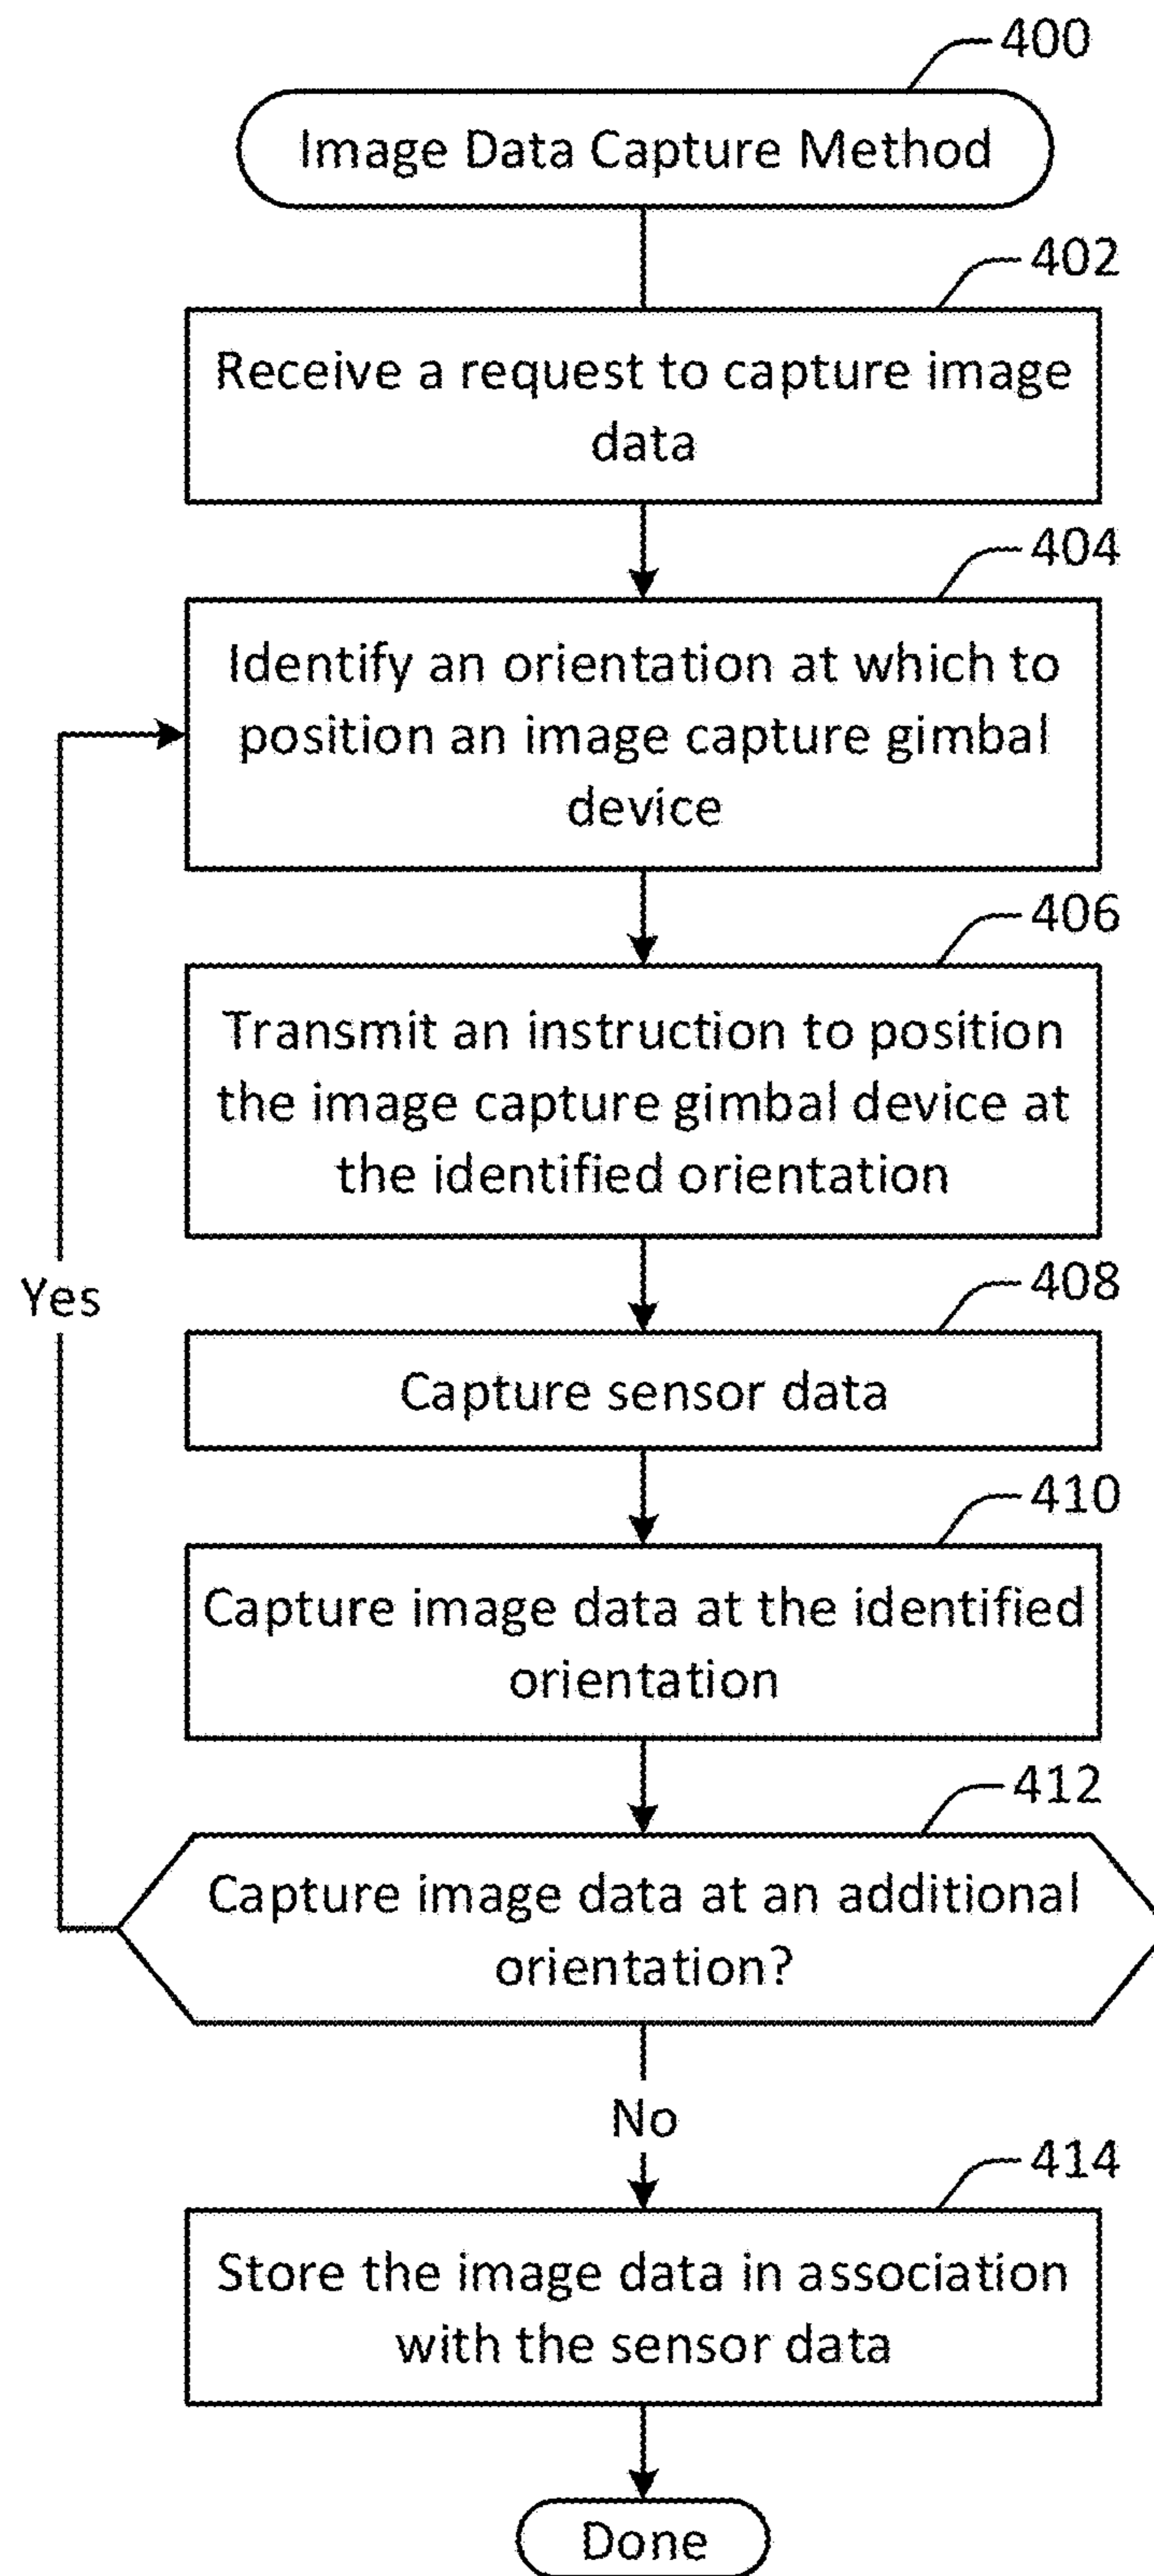 400
Image Data Capture Method
402
Receive a request to capture image
data
404
Identify an orientation at which to
position an image capture gimbal
device
406
Transmit an instruction to position
the image capture gimbal device at
the identified orientation
Yes
408
Capture sensor data
410
Capture image data at the identified
orientation
412
Capture image data at an additional
orientation?
No
414
Store the image data in association
with the sensor data
Done